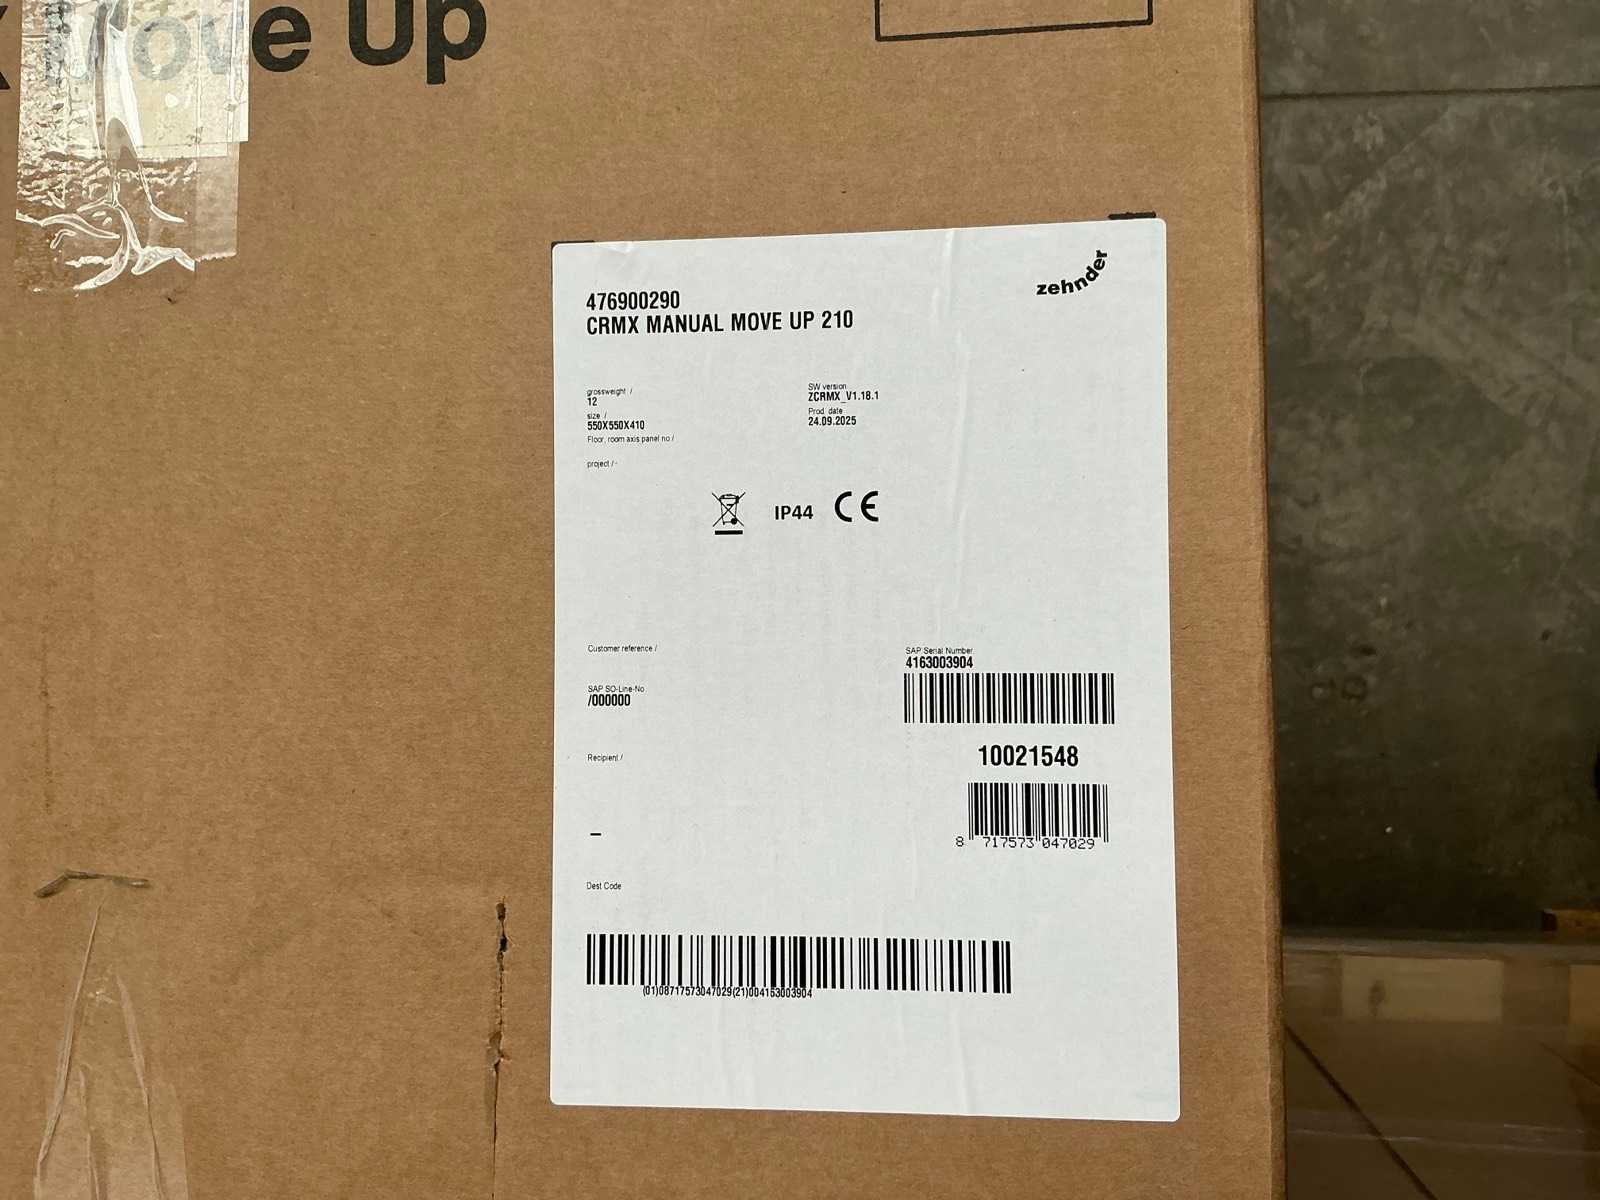 Move Up
zehnder
476900290
CRMX MANUAL MOVE UP 210
grossweight /
12
size /
550X550X410
Floor, room axis panel no /
project / -
SW version
ZCRMX_V1.18.1
Prod. date
24.09.2025
IP44 CE
Customer reference /
SAP SO-Line-No
/000000
SAP Serial Number
4163003904
10021548
Recipient /
8 717573 047029
–
Dest Code
(01)08717573047029(21)004163003904